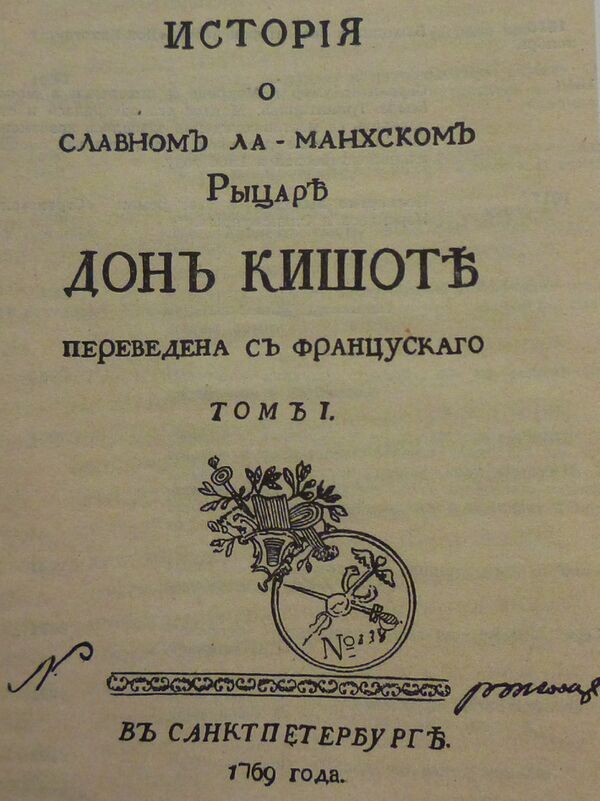 ИСТОРІЯ
О
СЛАВНОМЪ ЛА - МАНХСКОМЪ
РЫЦАРѢ
ДОНЪ КИШОТѢ
ПЕРЕВЕДЕНА СЪ ФРАНЦУСКАГО
ТОМЪ I.
№ 138
ВЪ САНКТПЕТЕРБУРГѢ.
1769 года.